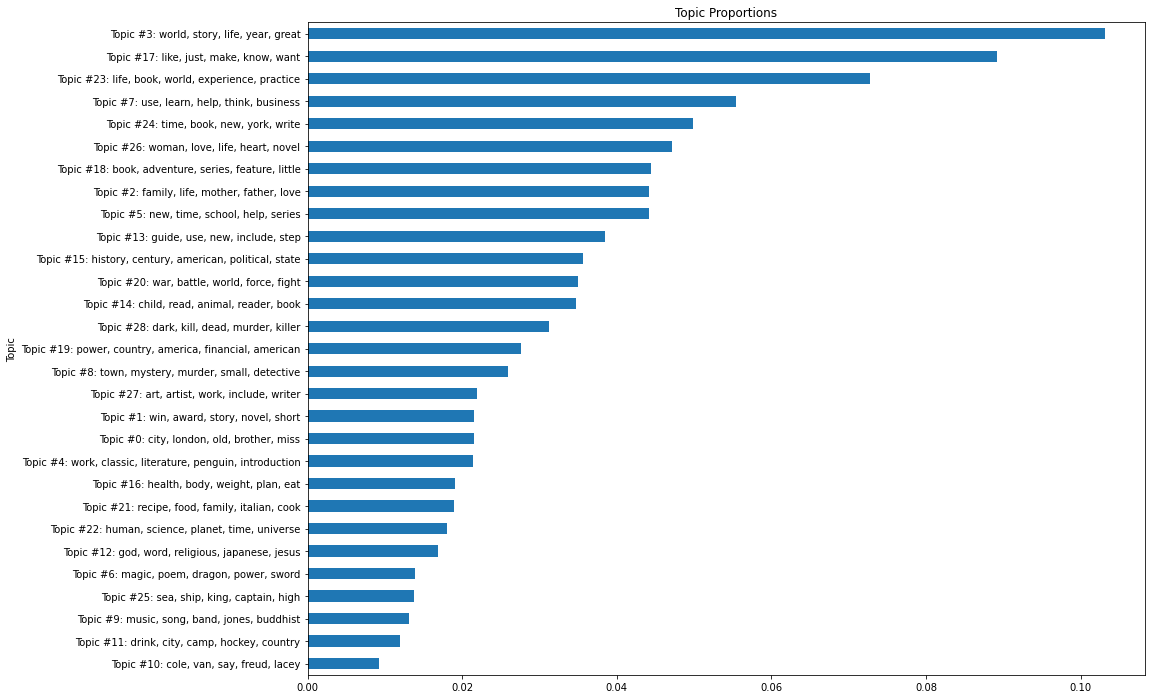 Topic Proportions
Topic #3: world, story, life, year, great
Topic #17: like, just, make, know, want
Topic #23: life, book, world, experience, practice
Topic #7: use, learn, help, think, business
Topic #24: time, book, new, york, write
Topic #26: woman, love, life, heart, novel
Topic #18: book, adventure, series, feature, little
Topic #2: family, life, mother, father, love
Topic #5: new, time, school, help, series
Topic #13: guide, use, new, include, step
Topic #15: history, century, american, political, state
Topic #20: war, battle, world, force, fight
Topic #14: child, read, animal, reader, book
Topic #28: dark, kill, dead, murder, killer
Topic
Topic #19: power, country, america, financial, american
Topic #8: town, mystery, murder, small, detective
Topic #27: art, artist, work, include, writer
Topic #1: win, award, story, novel, short
Topic #0: city, london, old, brother, miss
Topic #4: work, classic, literature, penguin, introduction
Topic #16: health, body, weight, plan, eat
Topic #21: recipe, food, family, italian, cook
Topic #22: human, science, planet, time, universe
Topic #12: god, word, religious, japanese, jesus
Topic #6: magic, poem, dragon, power, sword
Topic #25: sea, ship, king, captain, high
Topic #9: music, song, band, jones, buddhist
Topic #11: drink, city, camp, hockey, country
Topic #10: cole, van, say, freud, lacey
0.00 0.02 0.04 0.06 0.08 0.10